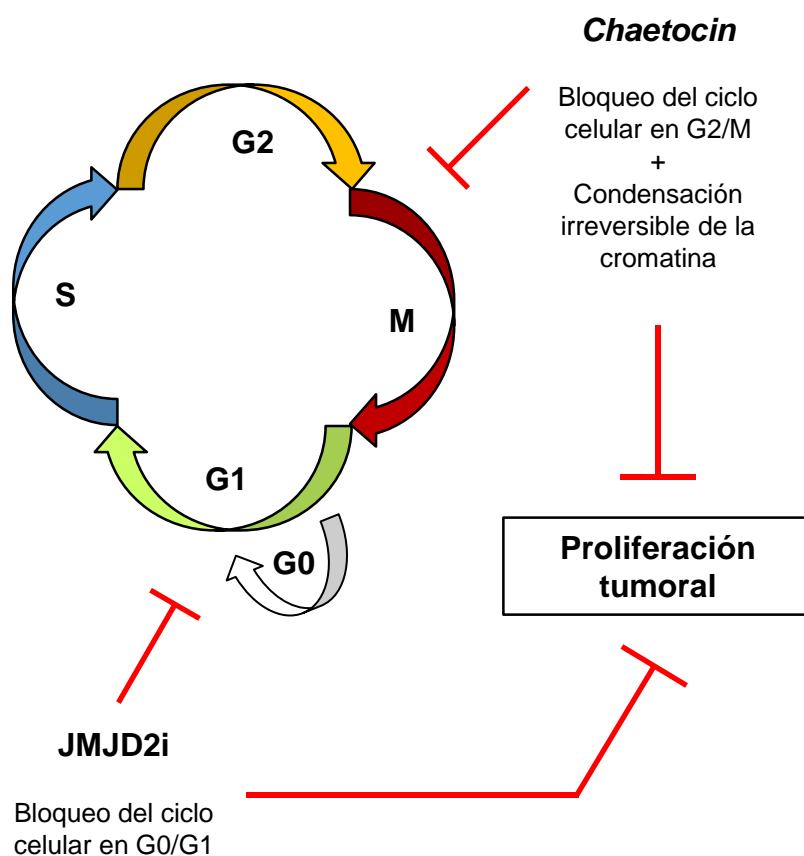 Chaetocin
Bloqueo del ciclo
celular en G2/M
+
Condensación
irreversible de la
cromatina
G2
S
M
G1
G0
Proliferación
tumoral
JMJD2i
Bloqueo del ciclo
celular en G0/G1